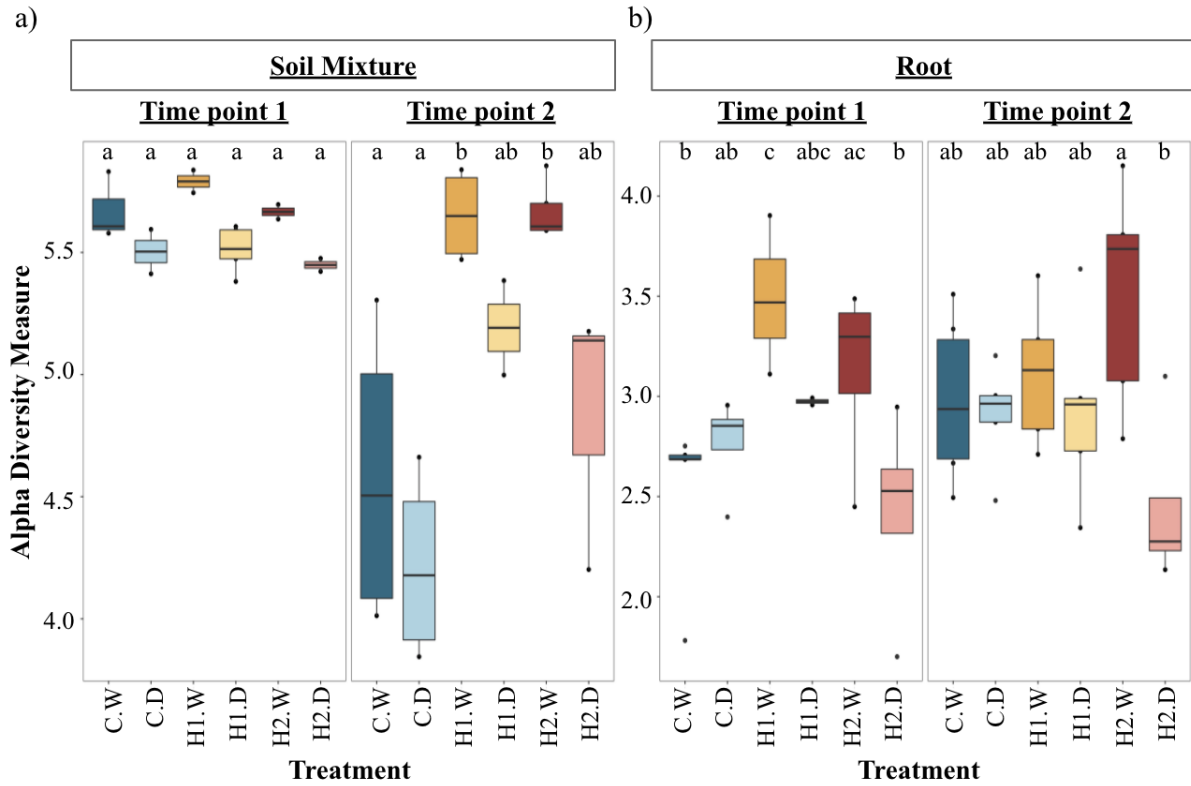 a) b)
Soil Mixture Root
Time point 1 Time point 2 Time point 1 Time point 2
a a a a a a a a b ab b ab b ab c abc ac b ab ab ab ab a b
5.5
5.0
4.5
4.0
4.0
3.5
3.0
2.5
2.0
Alpha Diversity Measure
C.W C.D H1.W H1.D H2.W H2.D C.W C.D H1.W H1.D H2.W H2.D C.W C.D H1.W H1.D H2.W H2.D C.W C.D H1.W H1.D H2.W H2.D
Treatment Treatment